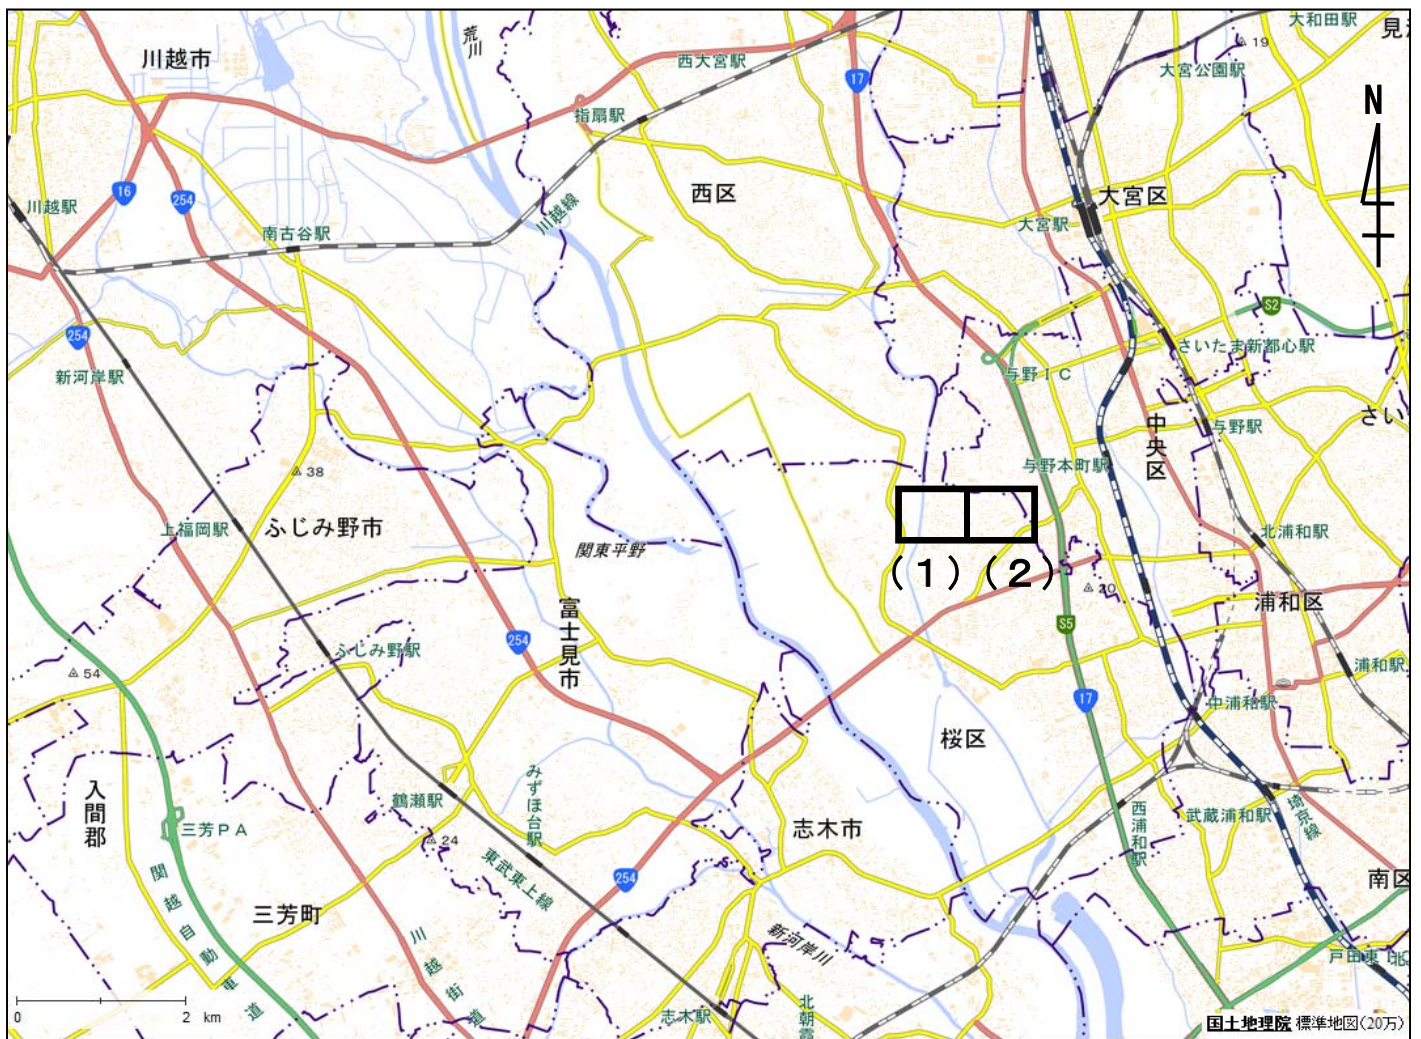 荒川
大和田駅
見
川越市
西大宮駅
19
17
大宮公園駅
指扇駅
N
16
254
西区
大宮区
川越駅
川越線
大宮駅
南古谷駅
S2
254
さいたま新都心駅
新河岸駅
与野IC
さい
与野駅
中央区
与野本町駅
38
上福岡駅
ふじみ野市
北浦和駅
関東平野
(1)
(2)
20
浦和区
富士見市
S5
254
ふじみ野駅
浦和駅
54
17
中浦和駅
桜区
入間郡
みずほ台駅
鶴瀬駅
西浦和駅
武蔵浦和駅
埼京線
三芳PA
24
志木市
関越自動車道
東武東上線
254
南区
三芳町
川越街道
新河岸川
戸田東IC
北朝霞
志木駅
0
2 km
国土地理院 標準地図(20万)